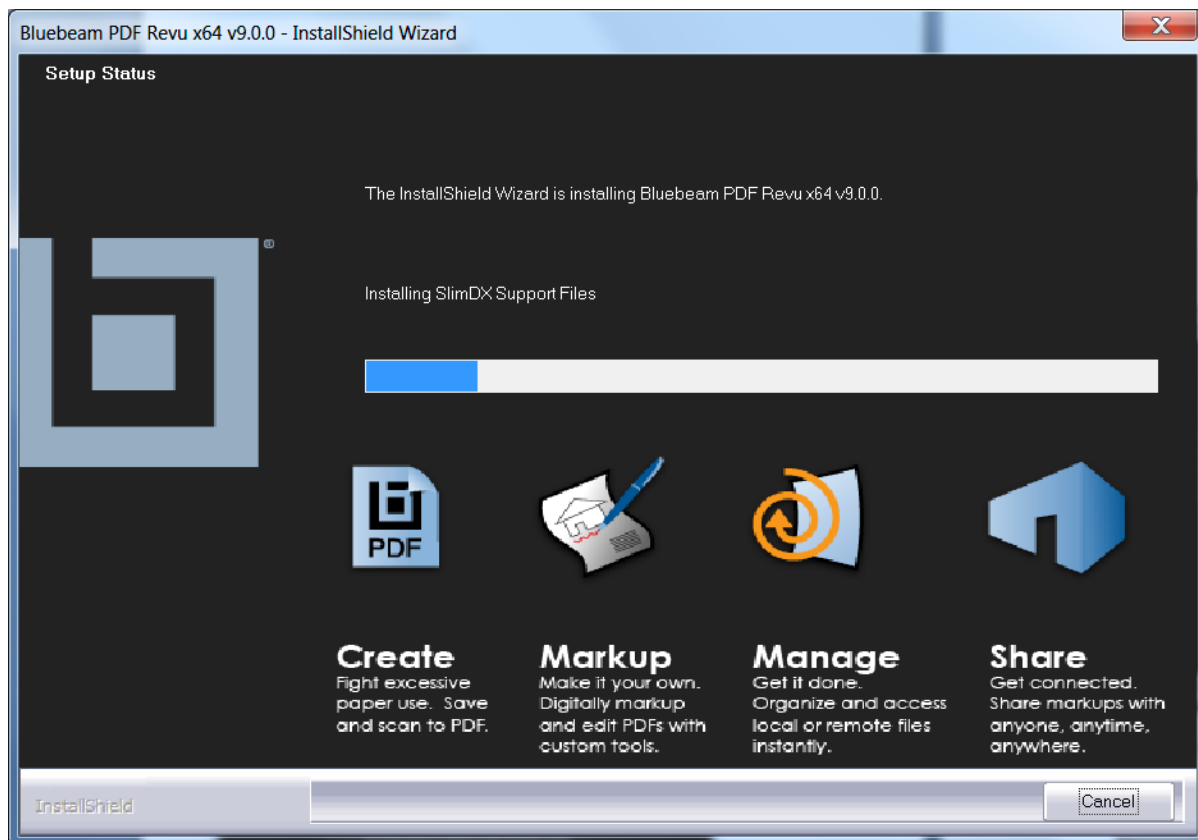 Bluebeam PDF Revu x64 v9.0.0 - InstallShield Wizard
Setup Status
The InstallShield Wizard is installing Bluebeam PDF Revu x64 v9.0.0.
®
Installing SlimDX Support Files
PDF
Create
Fight excessive
paper use. Save
and scan to PDF.
Markup
Make it your own.
Digitally markup
and edit PDFs with
custom tools.
Manage
Get it done.
Organize and access
local or remote files
instantly.
Share
Get connected.
Share markups with
anyone, anytime,
anywhere.
InstallShield
Cancel